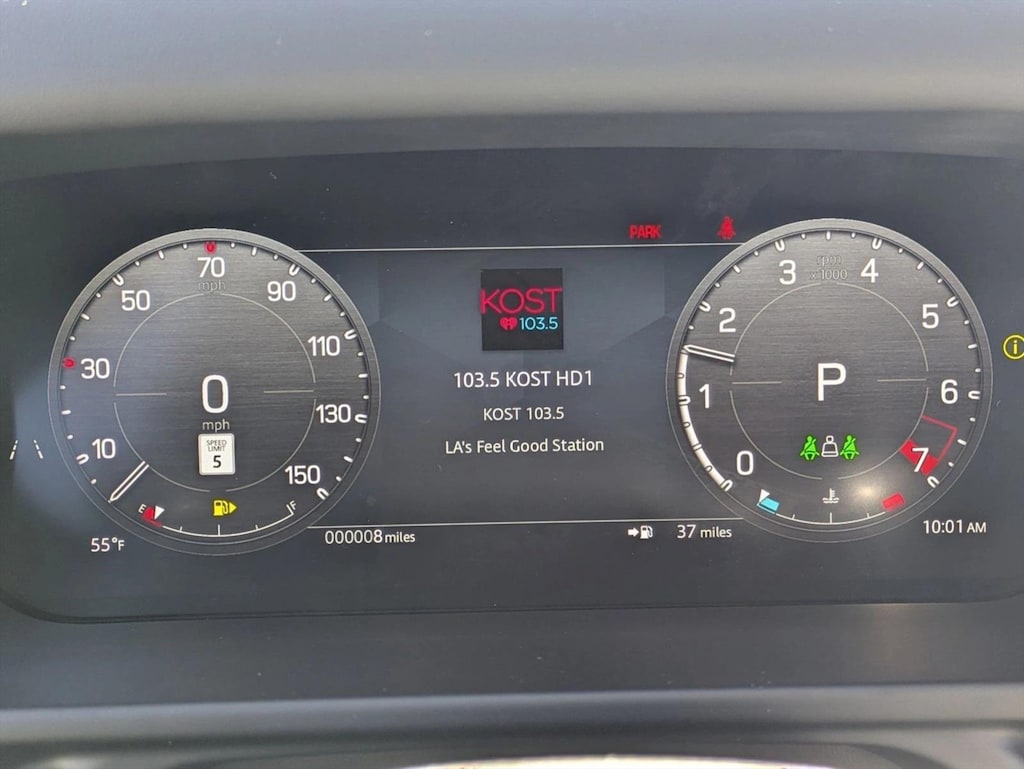 PARK
70
mph
50
90
30
110
0
mph
130
10
SPEED
LIMIT
5
150
E
F
55°F
KOST
103.5
103.5 KOST HD1
KOST 103.5
LA's Feel Good Station
000008 miles
37 miles
rpm
x1000
3
4
2
5
P
1
6
0
7
10:01 AM
i